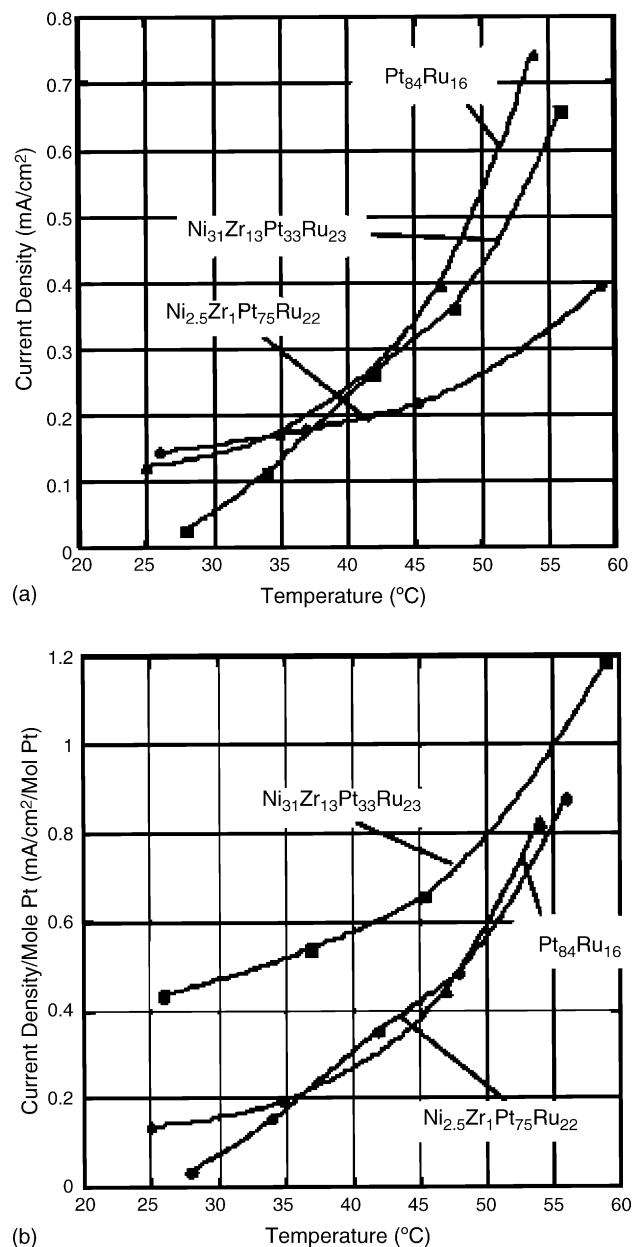 0.8
0.7
0.6
0.5
0.4
0.3
0.2
0.1
0
Current Density (mA/cm²)
Pt₈₄Ru₁₆
Ni₃₁Zr₁₃Pt₃₃Ru₂₃
Ni₂.₅Zr₁Pt₇₅Ru₂₂
20 25 30 35 40 45 50 55 60
(a)
Temperature (ºC)
1.2
1
0.8
0.6
0.4
0.2
0
Current Density/Mole Pt (mA/cm²/Mol Pt)
Ni₃₁Zr₁₃Pt₃₃Ru₂₃
Pt₈₄Ru₁₆
Ni₂.₅Zr₁Pt₇₅Ru₂₂
20 25 30 35 40 45 50 55 60
(b)
Temperature (ºC)